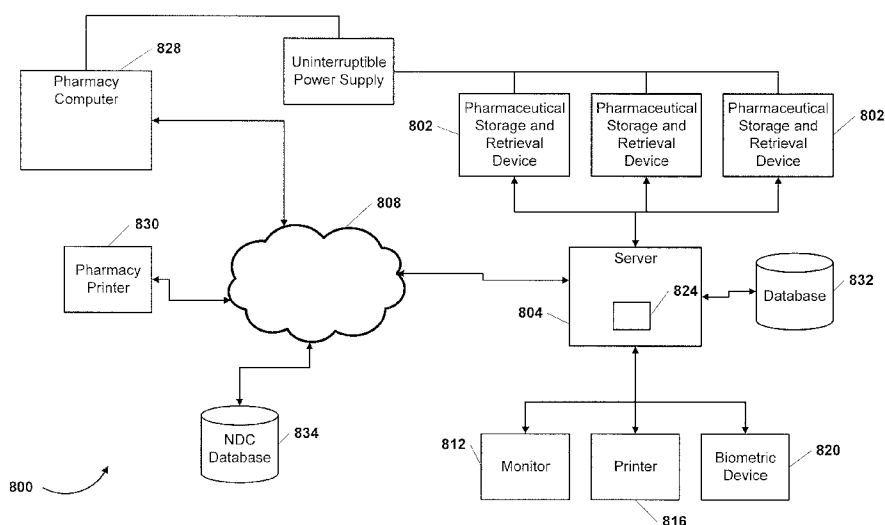 828
Pharmacy
Computer
Uninterruptible
Power Supply
802
Pharmaceutical
Storage and
Retrieval
Device
Pharmaceutical
Storage and
Retrieval
Device
Pharmaceutical
Storage and
Retrieval
Device
802
808
830
Pharmacy
Printer
Server
824
804
Database
832
NDC
Database
834
812
Monitor
Printer
816
Biometric
Device
820
800